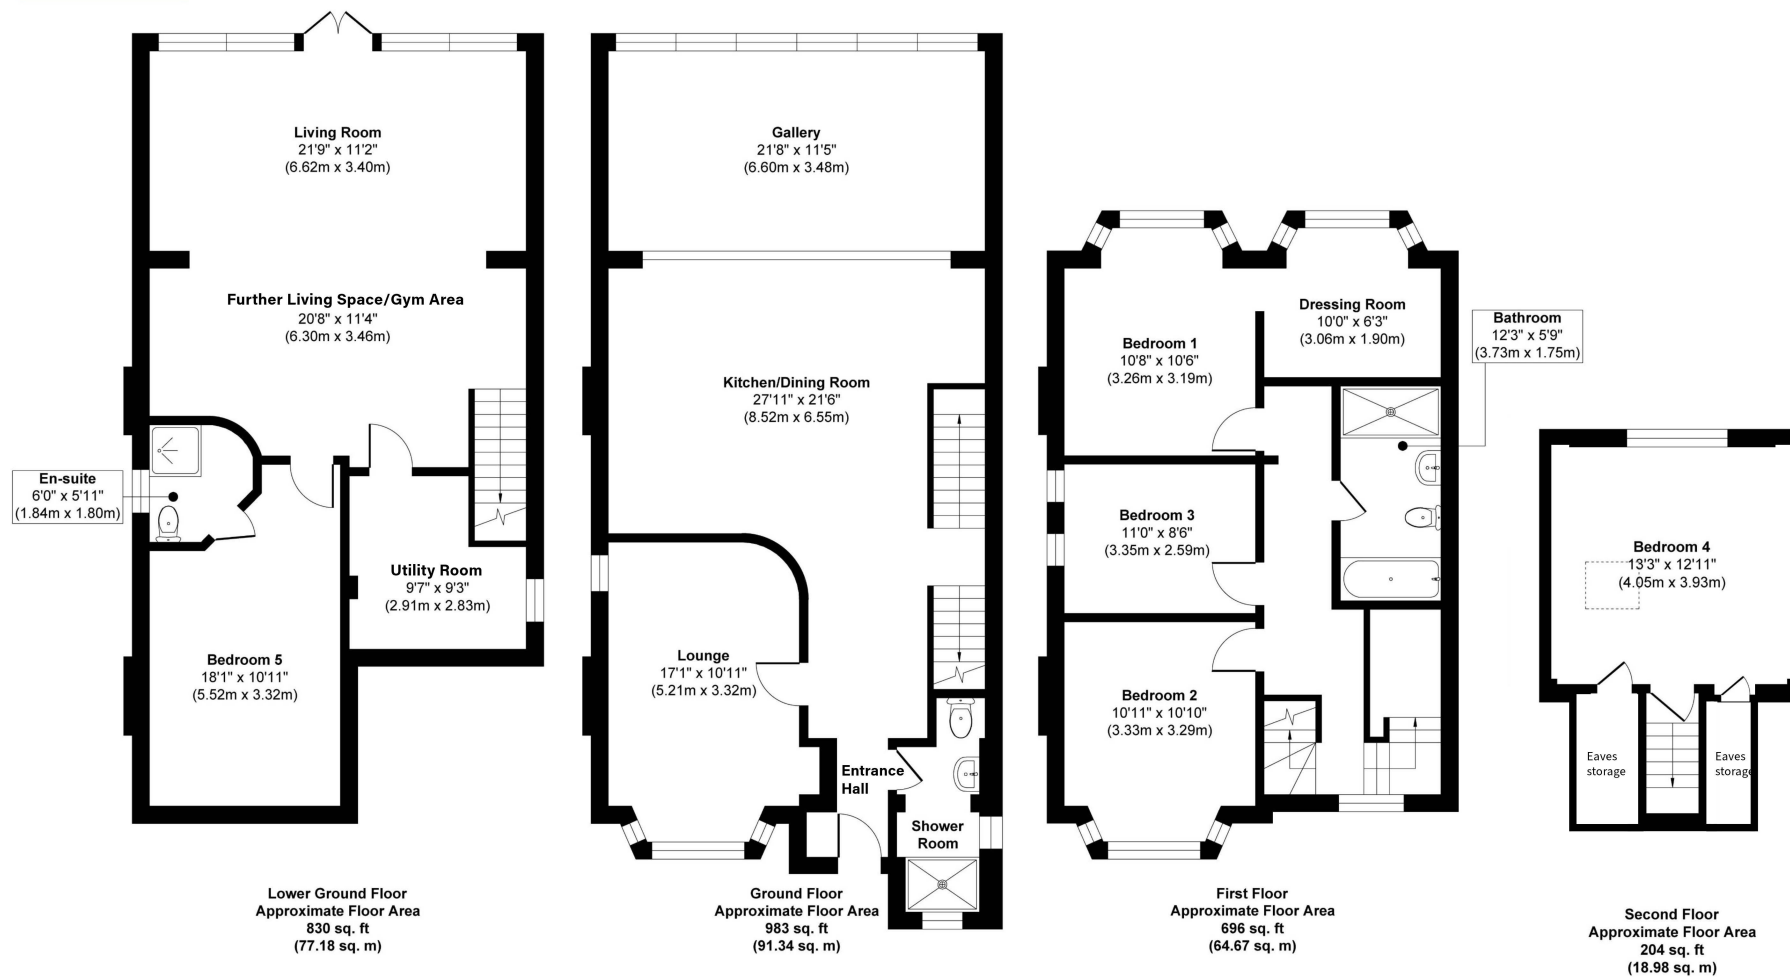 Living Room
21'9" x 11'2"
(6.62m x 3.40m)
Further Living Space/Gym Area
20'8" x 11'4"
(6.30m x 3.46m)
En-suite
6'0" x 5'11"
(1.84m x 1.80m)
Utility Room
9'7" x 9'3"
(2.91m x 2.83m)
Bedroom 5
18'1" x 10'11"
(5.52m x 3.32m)
Lower Ground Floor
Approximate Floor Area
830 sq. ft
(77.18 sq. m)
Gallery
21'8" x 11'5"
(6.60m x 3.48m)
Kitchen/Dining Room
27'11" x 21'6"
(8.52m x 6.55m)
Lounge
17'1" x 10'11"
(5.21m x 3.32m)
Entrance
Hall
Shower
Room
Ground Floor
Approximate Floor Area
983 sq. ft
(91.34 sq. m)
Dressing Room
10'0" x 6'3"
(3.06m x 1.90m)
Bathroom
12'3" x 5'9"
(3.73m x 1.75m)
Bedroom 1
10'8" x 10'6"
(3.26m x 3.19m)
Bedroom 3
11'0" x 8'6"
(3.35m x 2.59m)
Bedroom 2
10'11" x 10'10"
(3.33m x 3.29m)
First Floor
Approximate Floor Area
696 sq. ft
(64.67 sq. m)
Bedroom 4
13'3" x 12'11"
(4.05m x 3.93m)
Eaves
storage
Eaves
storage
Second Floor
Approximate Floor Area
204 sq. ft
(18.98 sq. m)